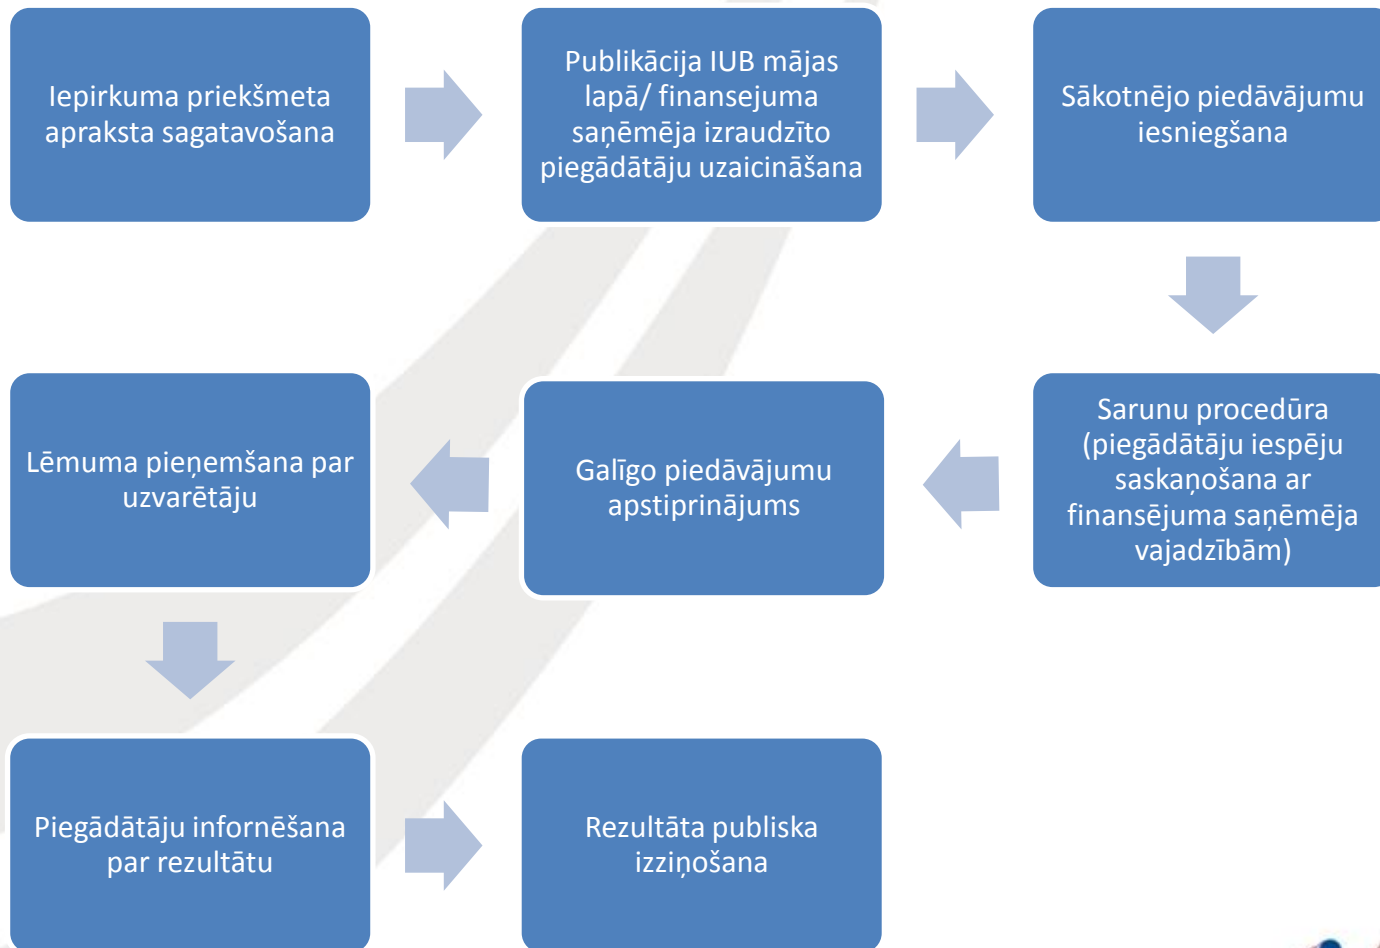 Iepirkuma priekšmeta
apraksta sagatavošana
Publikācija IUB mājas
lapā/ finansejuma
saņēmēja izraudzīto
piegādātāju uzaicināšana
Sākotnējo piedāvājumu
iesniegšana
Sarunu procedūra
(piegādātāju iespēju
saskaņošana ar
finansējuma saņēmēja
vajadzībām)
Galīgo piedāvājumu
apstiprinājums
Lēmuma pieņemšana par
uzvarētāju
Piegādātāju infornēšana
par rezultātu
Rezultāta publiska
izziņošana